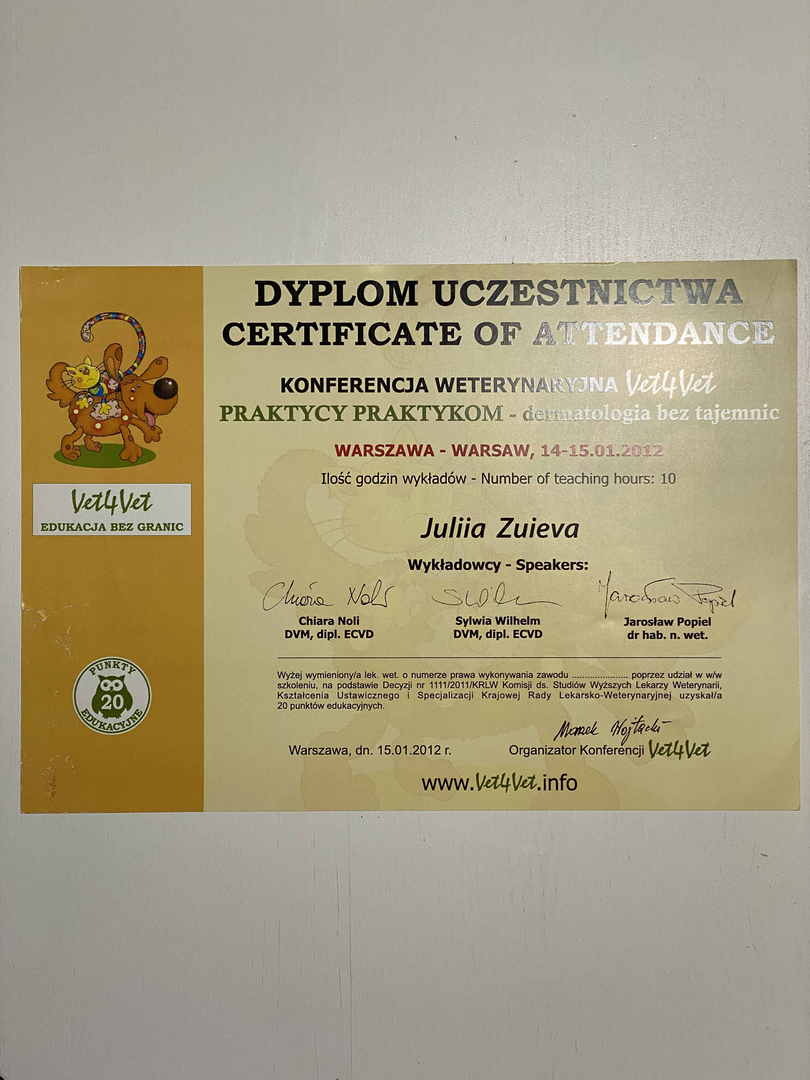 DYPLOM UCZESTNICTWA
CERTIFICATE OF ATTENDANCE
KONFERENCJA WETERYNARYJNA Vet4Vet
PRAKTYCY PRAKTYKOM - dermatologia bez tajemnic
WARSZAWA - WARSAW, 14-15.01.2012
Ilość godzin wykładów - Number of teaching hours: 10
Vet4Vet
EDUKACJA BEZ GRANIC
Juliia Zuieva
Wykładowcy - Speakers:
Chiara Noli
Jarosław Popiel
Chiara Noli
DVM, dipl. ECVD
Sylwia Wilhelm
DVM, dipl. ECVD
Jarosław Popiel
dr hab. n. wet.
PUNKTY
20
EDUKACYJNE
Wyżej wymieniony/a lek. wet. o numerze prawa wykonywania zawodu ...................... poprzez udział w w/w
szkoleniu, na podstawie Decyzji nr 1111/2011/KRLW Komisji ds. Studiów Wyższych Lekarzy Weterynarii,
Kształcenia Ustawicznego i Specjalizacji Krajowej Rady Lekarsko-Weterynaryjnej uzyskał/a
20 punktów edukacyjnych.
Warszawa, dn. 15.01.2012 r.
Organizator Konferencji Vet4Vet
www.Vet4Vet.info